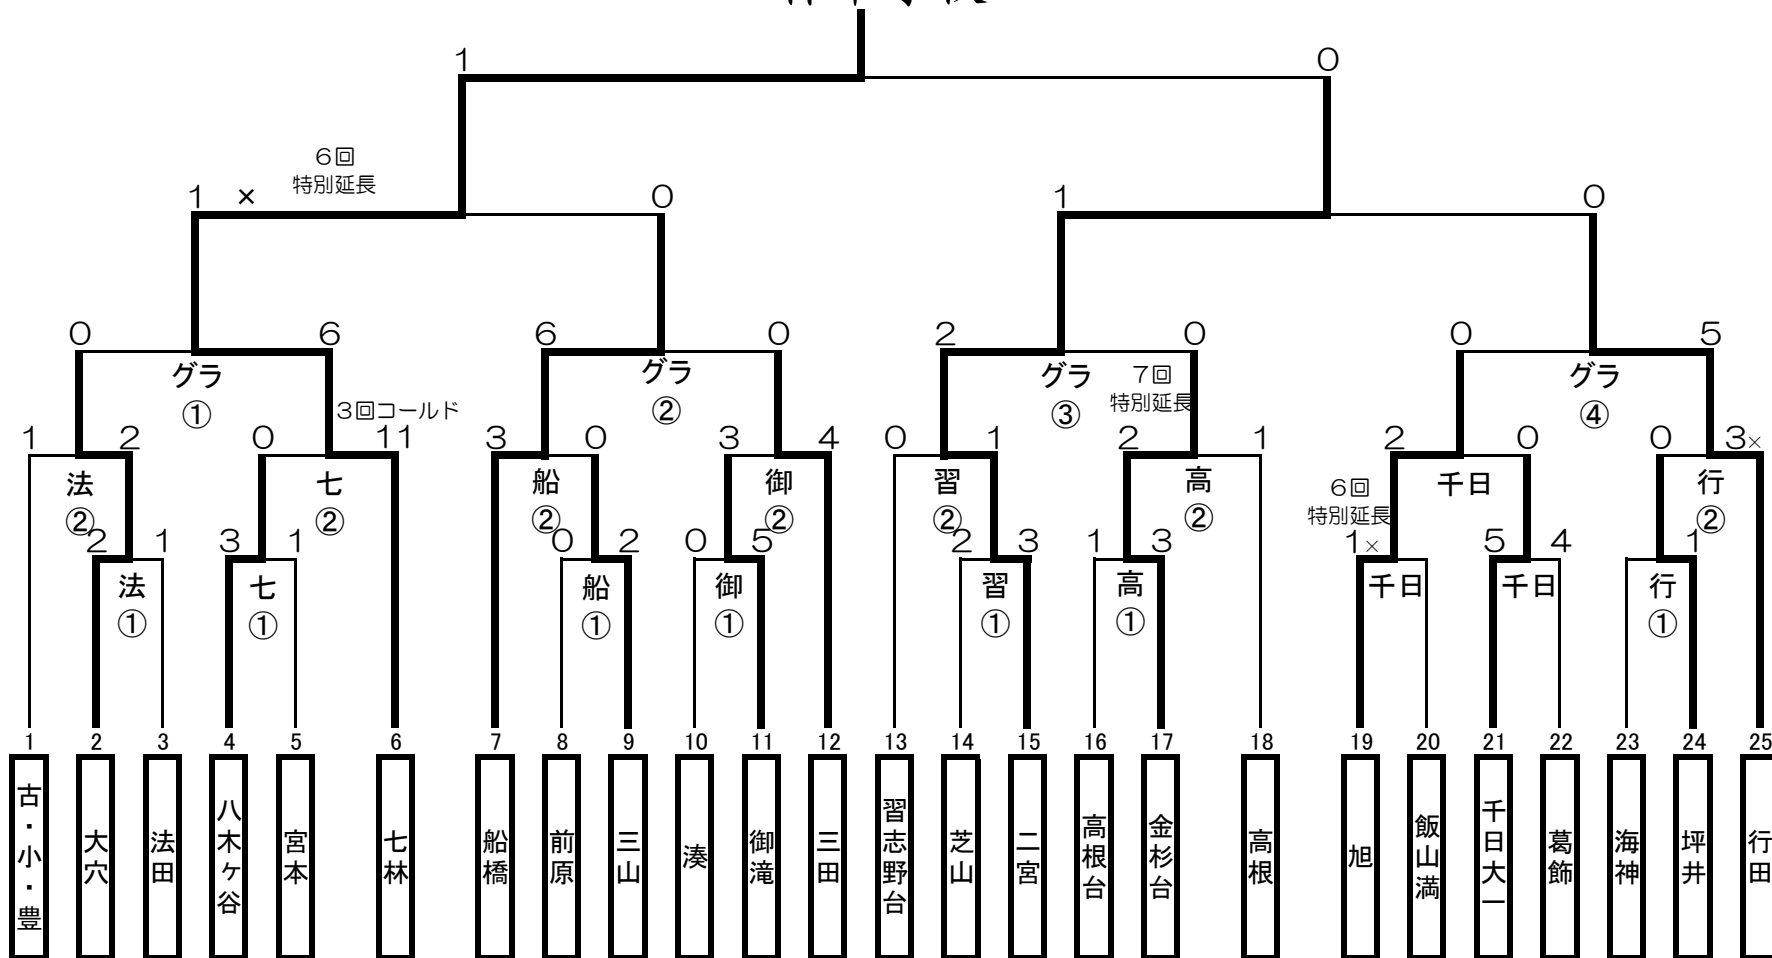 1 0
6回
特別延長
1 × 0 1 0
0 6 6 0 2 0 0 5
グラ グラ グラ 7回 グラ
① ② ③ 特別延長 ④
3回コールド
1 2 0 11 3 0 3 4 0 1 2 1 2 0 0 3×
法 七 船 御 習 高 6回 千日 行
② ② ② ② ② ② 特別延長 ②
2 1 3 1 0 2 0 5 2 3 1 3 1× 5 4 1
法 七 船 御 習 高 千日 千日 行
① ① ① ① ① ① ①
1 2 3 4 5 6 7 8 9 10 11 12 13 14 15 16 17 18 19 20 21 22 23 24 25
古・小・豊
大穴
法田
八木ヶ谷
宮本
七林
船橋
前原
三山
湊
御滝
三田
習志野台
芝山
二宮
高根台
金杉台
高根
旭
飯山満
千日大一
葛飾
海神
坪井
行田